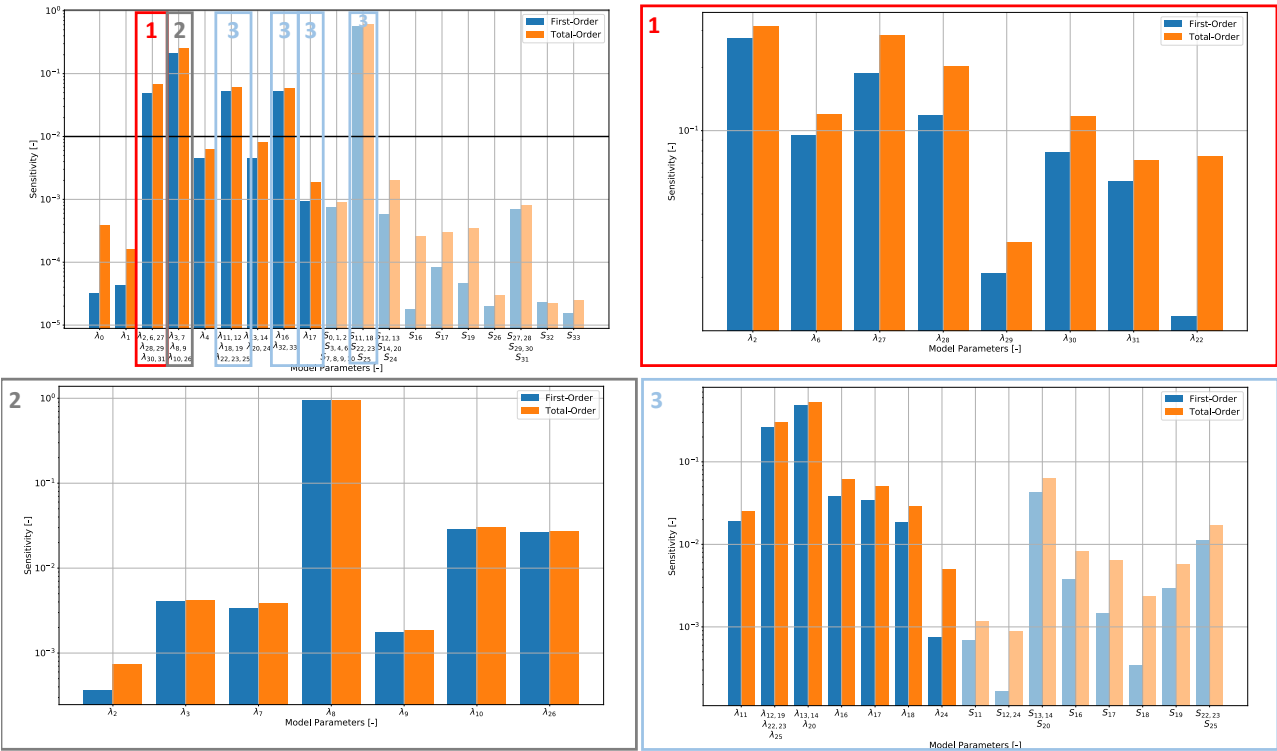 10⁰
10⁻¹
10⁻²
10⁻³
10⁻⁴
10⁻⁵
Sensitivity [-]
1
2
3
3
3
3
First-Order
Total-Order
λ0
λ1
λ2, 6, 27
λ28, 29
λ30, 31
λ3, 7
λ8, 9
λ10, 26
λ4
λ11, 12
λ18, 19
λ22, 23, 25
3, 14
20, 24
λ16
λ32, 33
λ17
S0, 1, 2
S3, 4, 6
7, 8, 9, 10
S11, 18
S22, 23
S25
S12, 13
S14, 20
S24
S16
S17
S19
S26
S27, 28
S29, 30
S31
S32
S33
Model Parameters [-]
1
First-Order
Total-Order
10⁻¹
Sensitivity [-]
λ2
λ6
λ27
λ28
λ29
λ30
λ31
λ22
Model Parameters [-]
2
First-Order
Total-Order
10⁰
10⁻¹
10⁻²
10⁻³
Sensitivity [-]
λ2
λ3
λ7
λ8
λ9
λ10
λ26
Model Parameters [-]
3
First-Order
Total-Order
10⁻¹
10⁻²
10⁻³
Sensitivity [-]
λ11
λ12, 19
λ22, 23
λ25
λ13, 14
λ20
λ16
λ17
λ18
λ24
S11
S12, 24
S13, 14
S20
S16
S17
S18
S19
S22, 23
S25
Model Parameters [-]